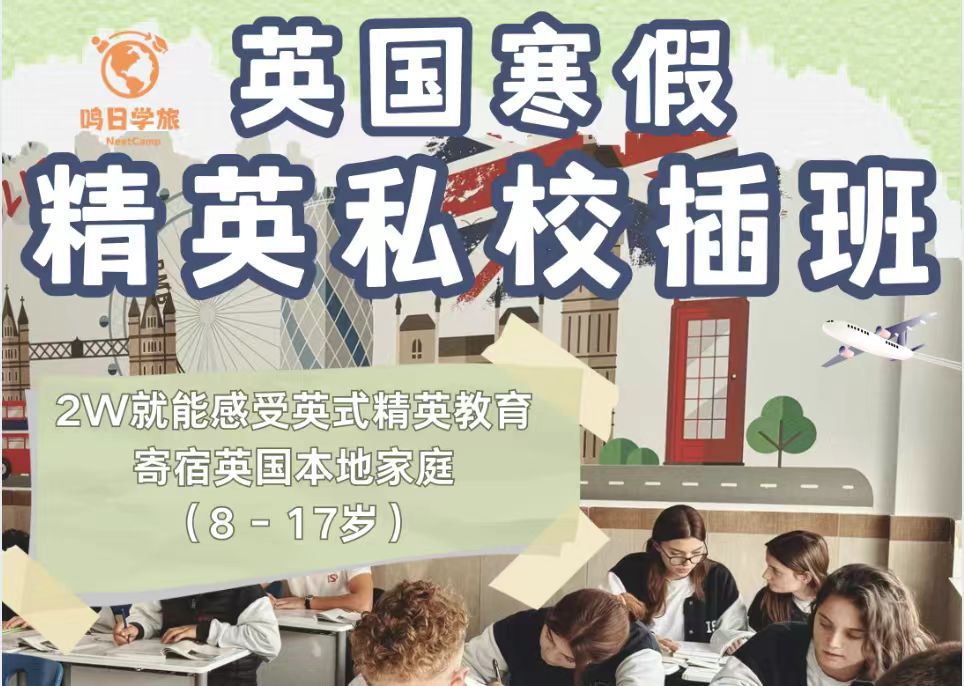 鸣日学旅
NextCamp
英国寒假
精英私校插班
2W就能感受英式精英教育
寄宿英国本地家庭
（8 - 17岁）